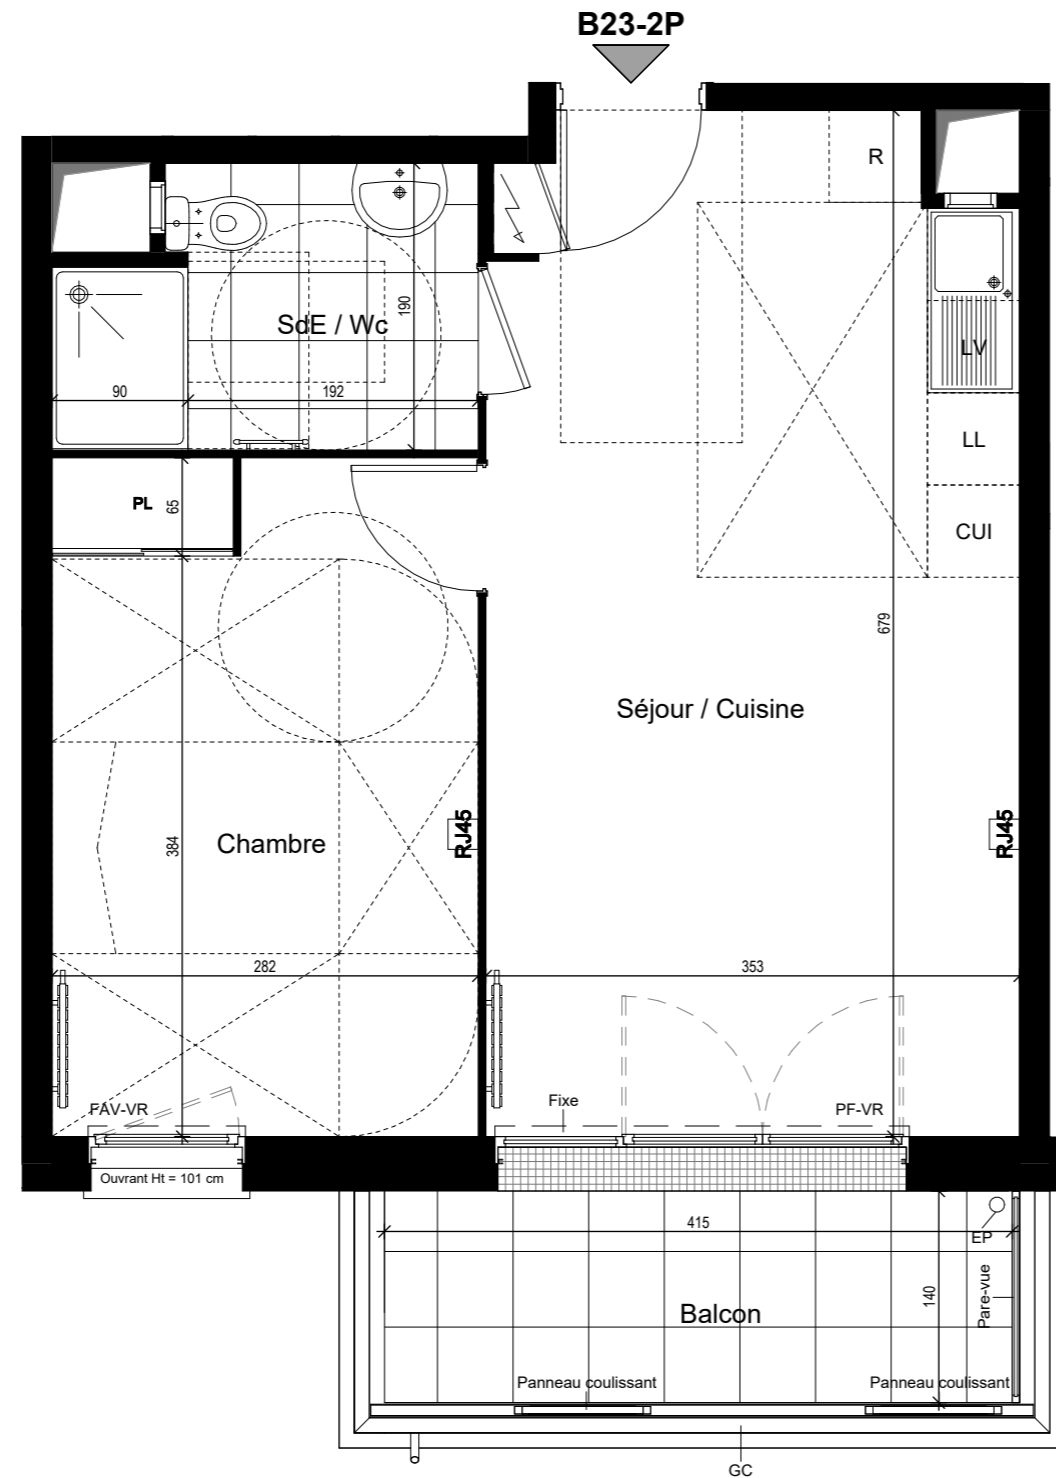 B23-2P
R
SdE / Wc
190
90
192
LV
LL
CUI
PL
65
679
Séjour / Cuisine
Chambre
384
RJ45
RJ45
282
353
FAV-VR
Fixe
PF-VR
Ouvrant Ht = 101 cm
415
EP
140
Pare-vue
Balcon
Panneau coulissant
Panneau coulissant
GC